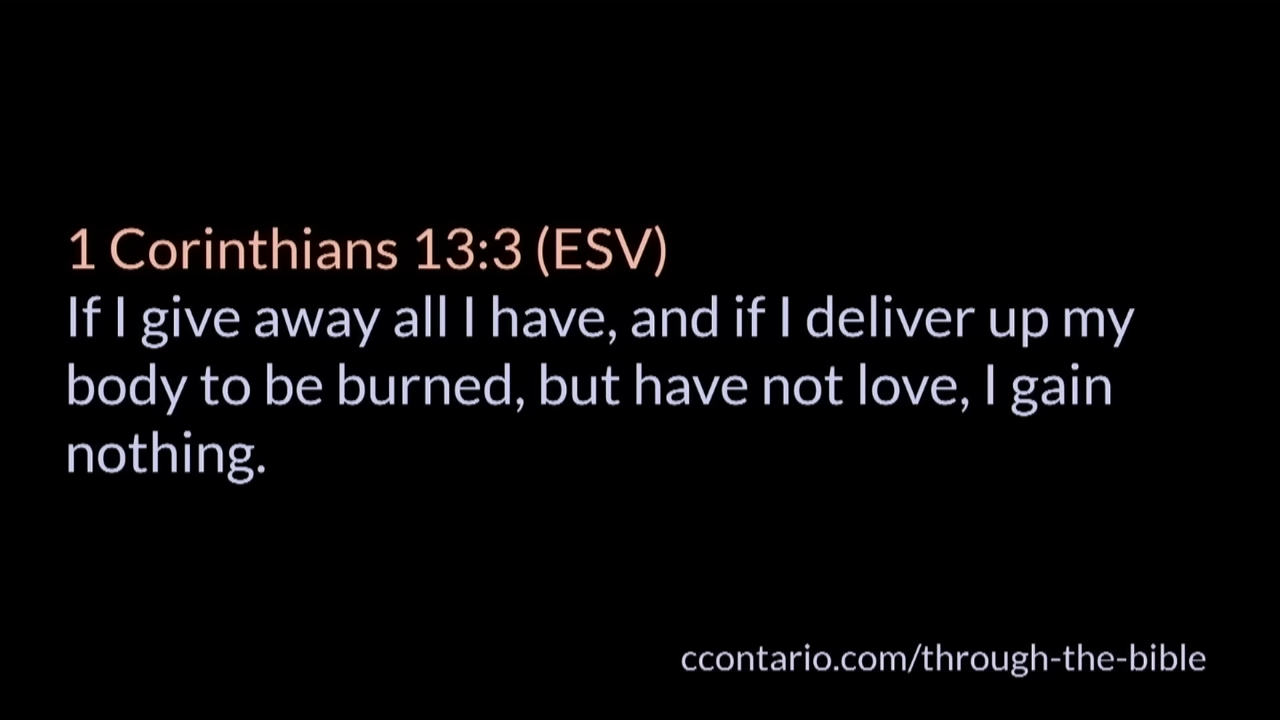 1 Corinthians 13:3 (ESV)
If I give away all I have, and if I deliver up my
body to be burned, but have not love, I gain
nothing.
ccontario.com/through-the-bible